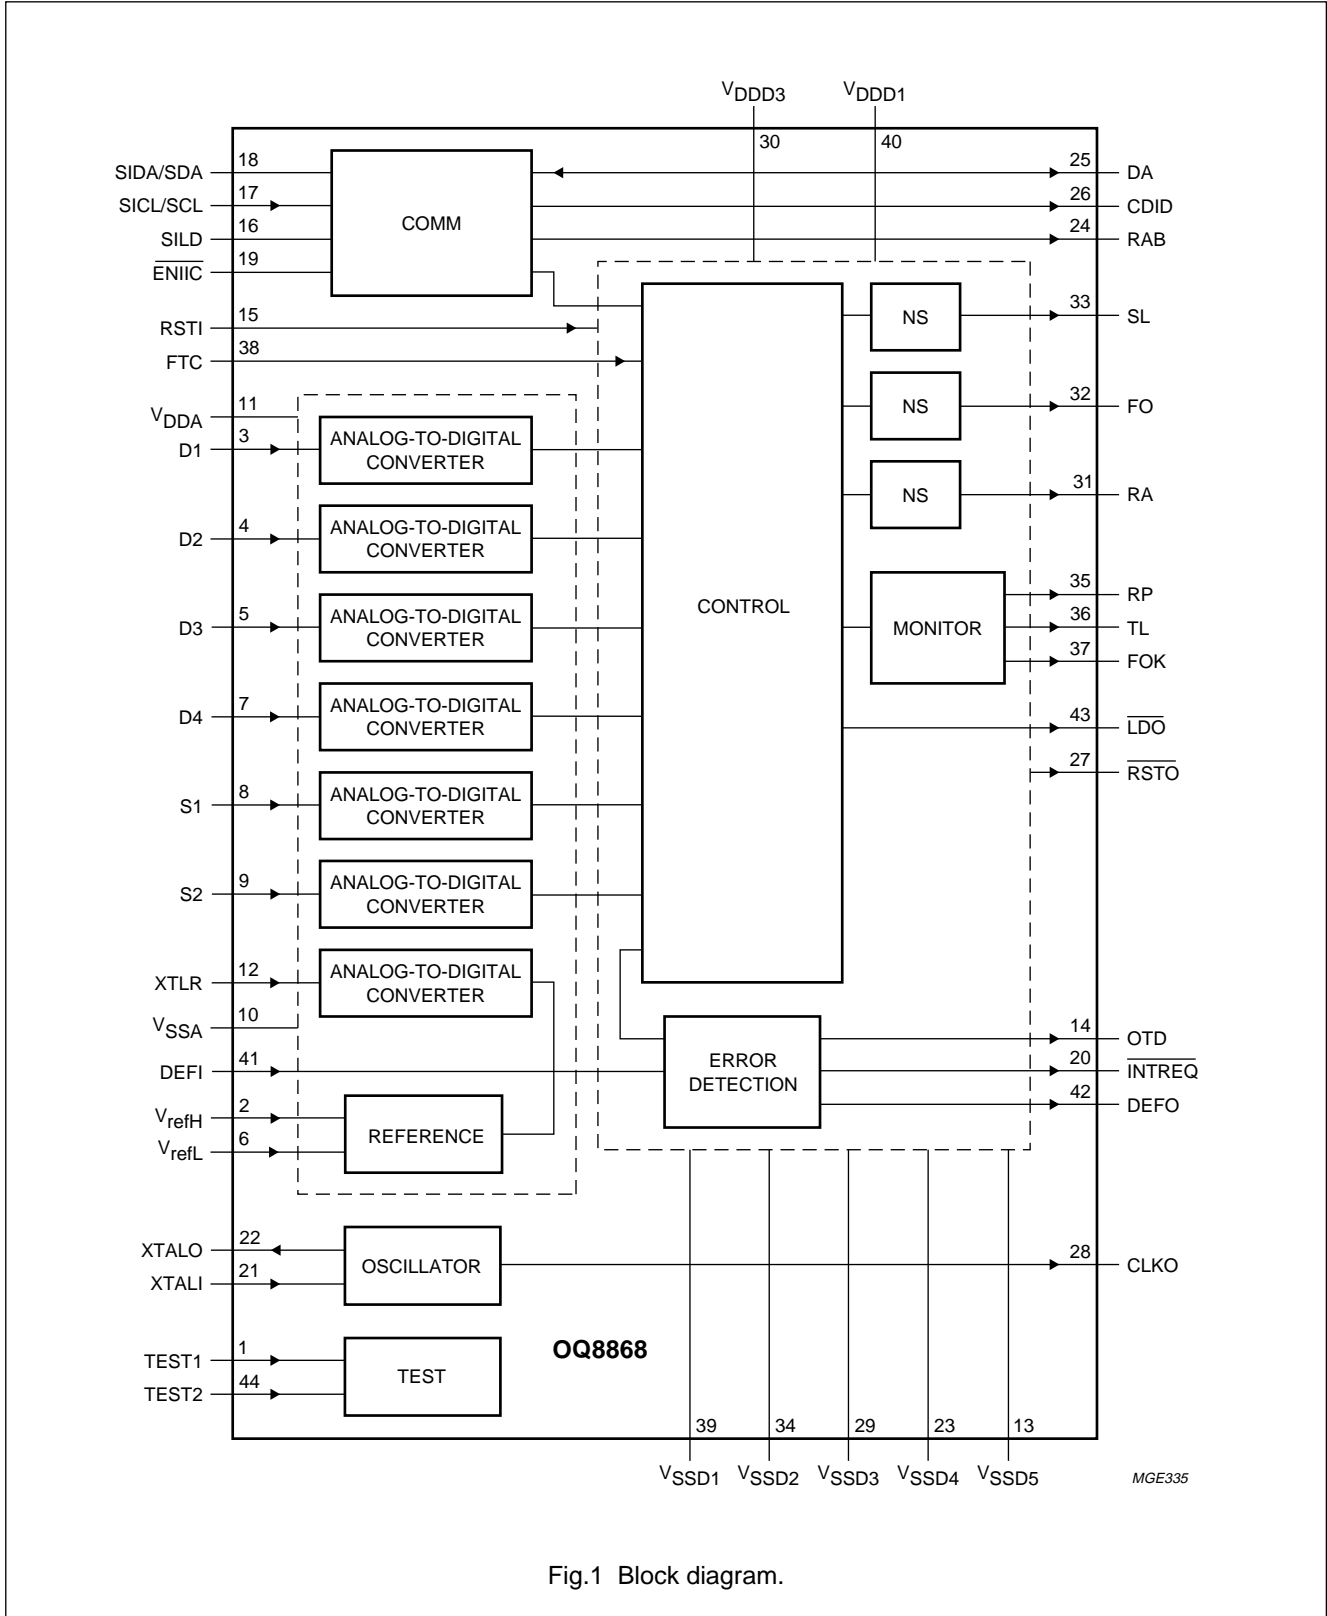 VDDD3 VDDD1
30 40
SIDA/SDA 18 25 DA
SICL/SCL 17 26 CDID
COMM
SILD 16 24 RAB
ENIIC 19
RSTI 15 NS 33 SL
FTC 38
VDDA 11 NS 32 FO
D1 3 ANALOG-TO-DIGITAL
CONVERTER
NS 31 RA
D2 4 ANALOG-TO-DIGITAL
CONVERTER
35 RP
D3 5 ANALOG-TO-DIGITAL
CONVERTER
CONTROL MONITOR 36 TL
37 FOK
D4 7 ANALOG-TO-DIGITAL
CONVERTER
43 LDO
27 RSTO
S1 8 ANALOG-TO-DIGITAL
CONVERTER
S2 9 ANALOG-TO-DIGITAL
CONVERTER
XTLR 12 ANALOG-TO-DIGITAL
CONVERTER
VSSA 10 14 OTD
DEFI 41 ERROR
DETECTION
20 INTREQ
42 DEFO
VrefH 2
REFERENCE
VrefL 6
XTALO 22
OSCILLATOR 28 CLKO
XTALI 21
OQ8868
TEST1 1
TEST
TEST2 44
39 34 29 23 13
VSSD1 VSSD2 VSSD3 VSSD4 VSSD5
MGE335
Fig.1 Block diagram.